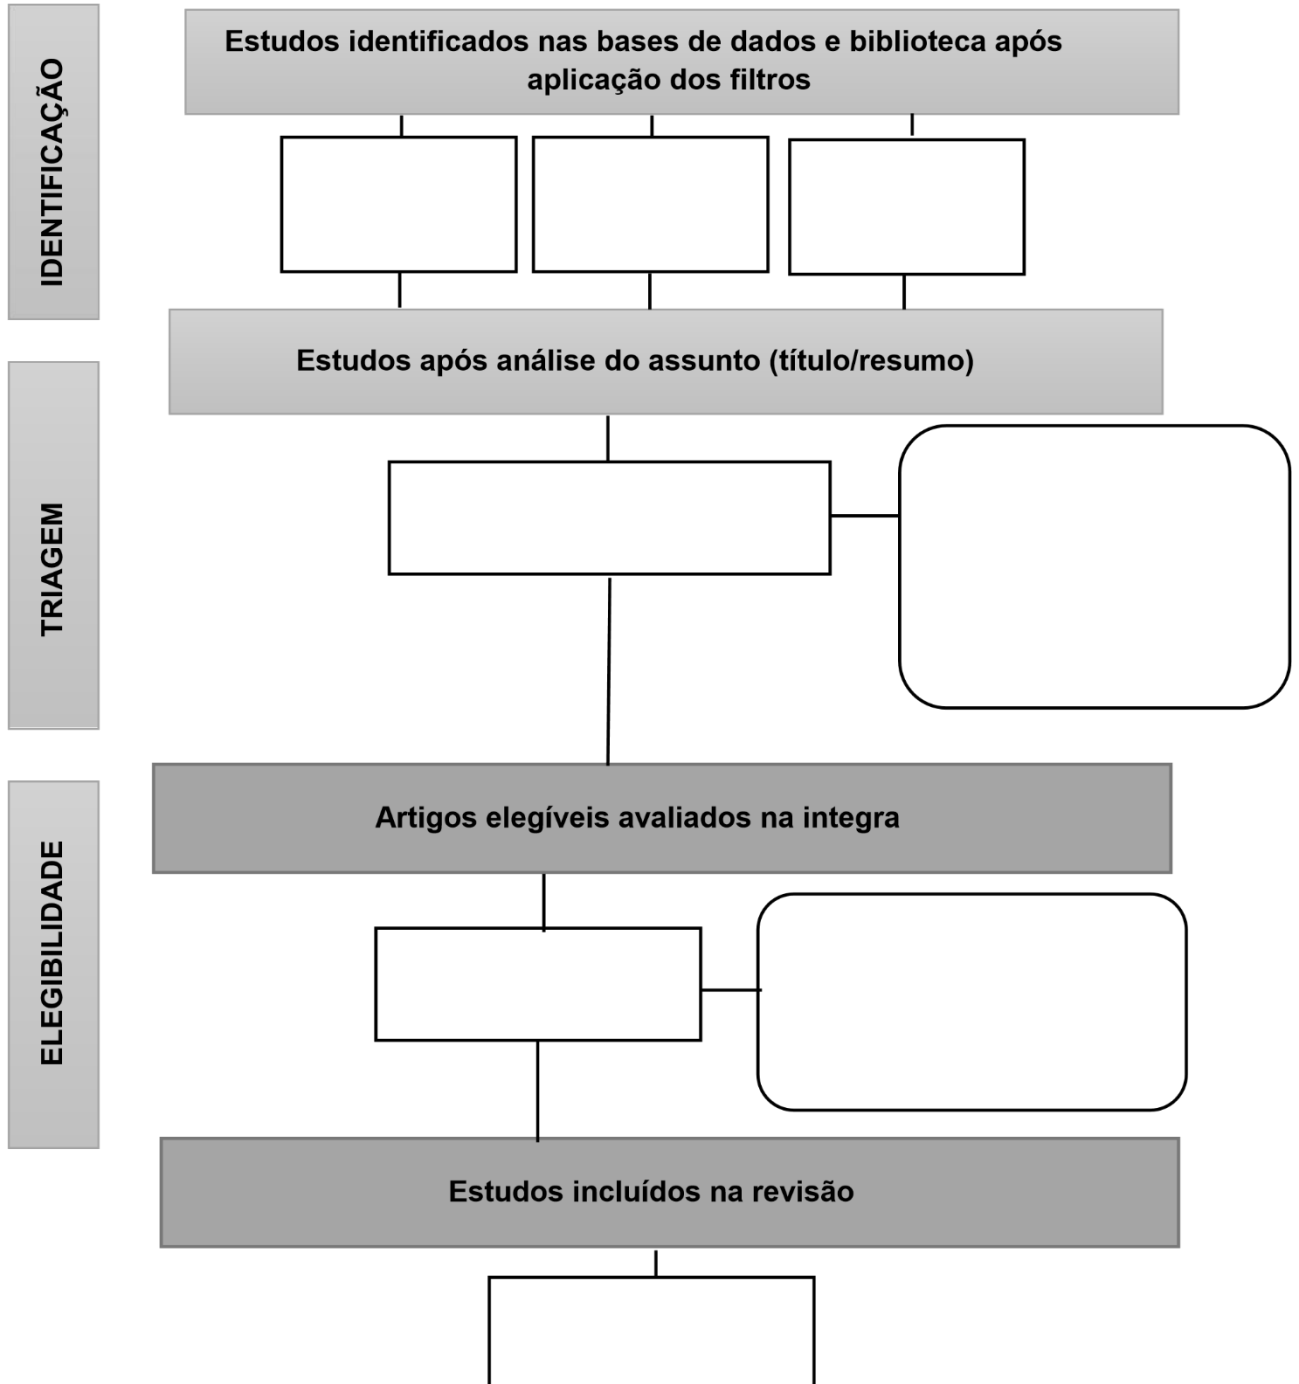 IDENTIFICAÇÃO
Estudos identificados nas bases de dados e biblioteca após
aplicação dos filtros
Estudos após análise do assunto (título/resumo)
TRIAGEM
Artigos elegíveis avaliados na integra
ELEGIBILIDADE
Estudos incluídos na revisão